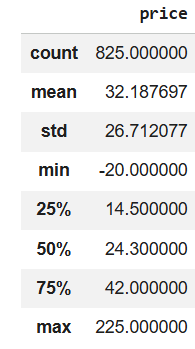 price
count 825.000000
mean 32.187697
std 26.712077
min -20.000000
25% 14.500000
50% 24.300000
75% 42.000000
max 225.000000